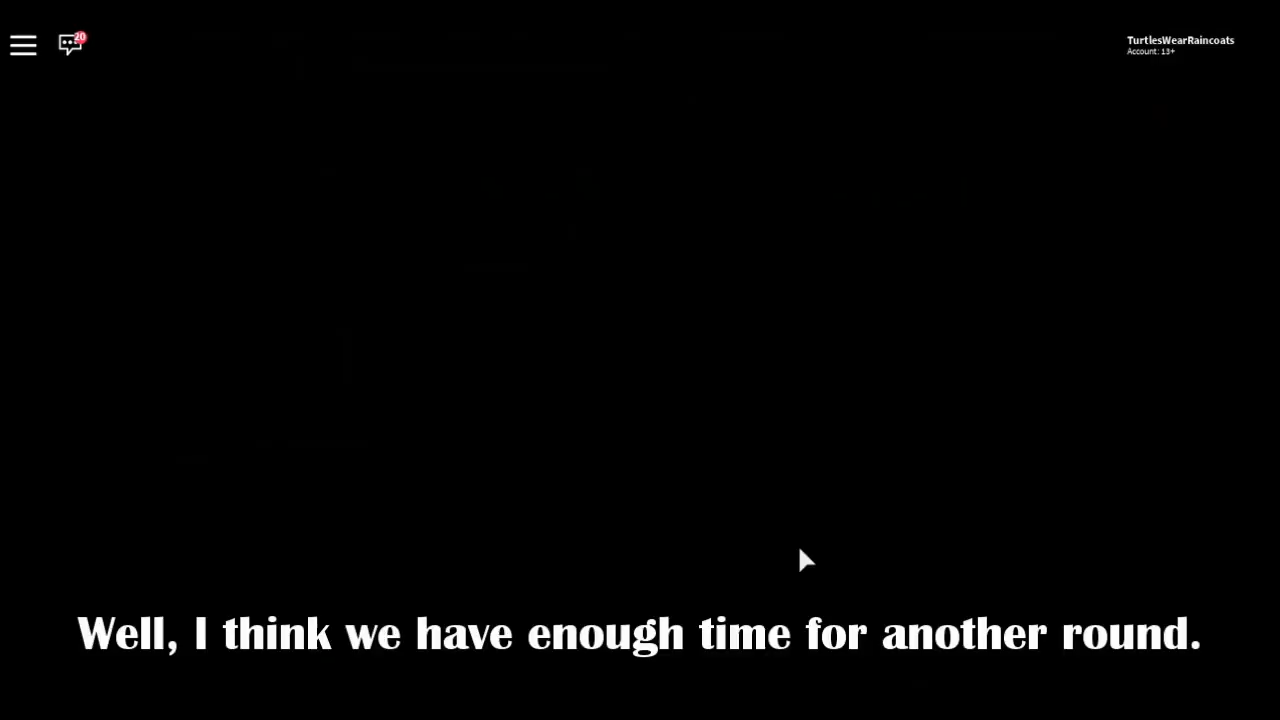 20
TurtlesWearRaincoats
Account: 13+
Well, I think we have enough time for another round.